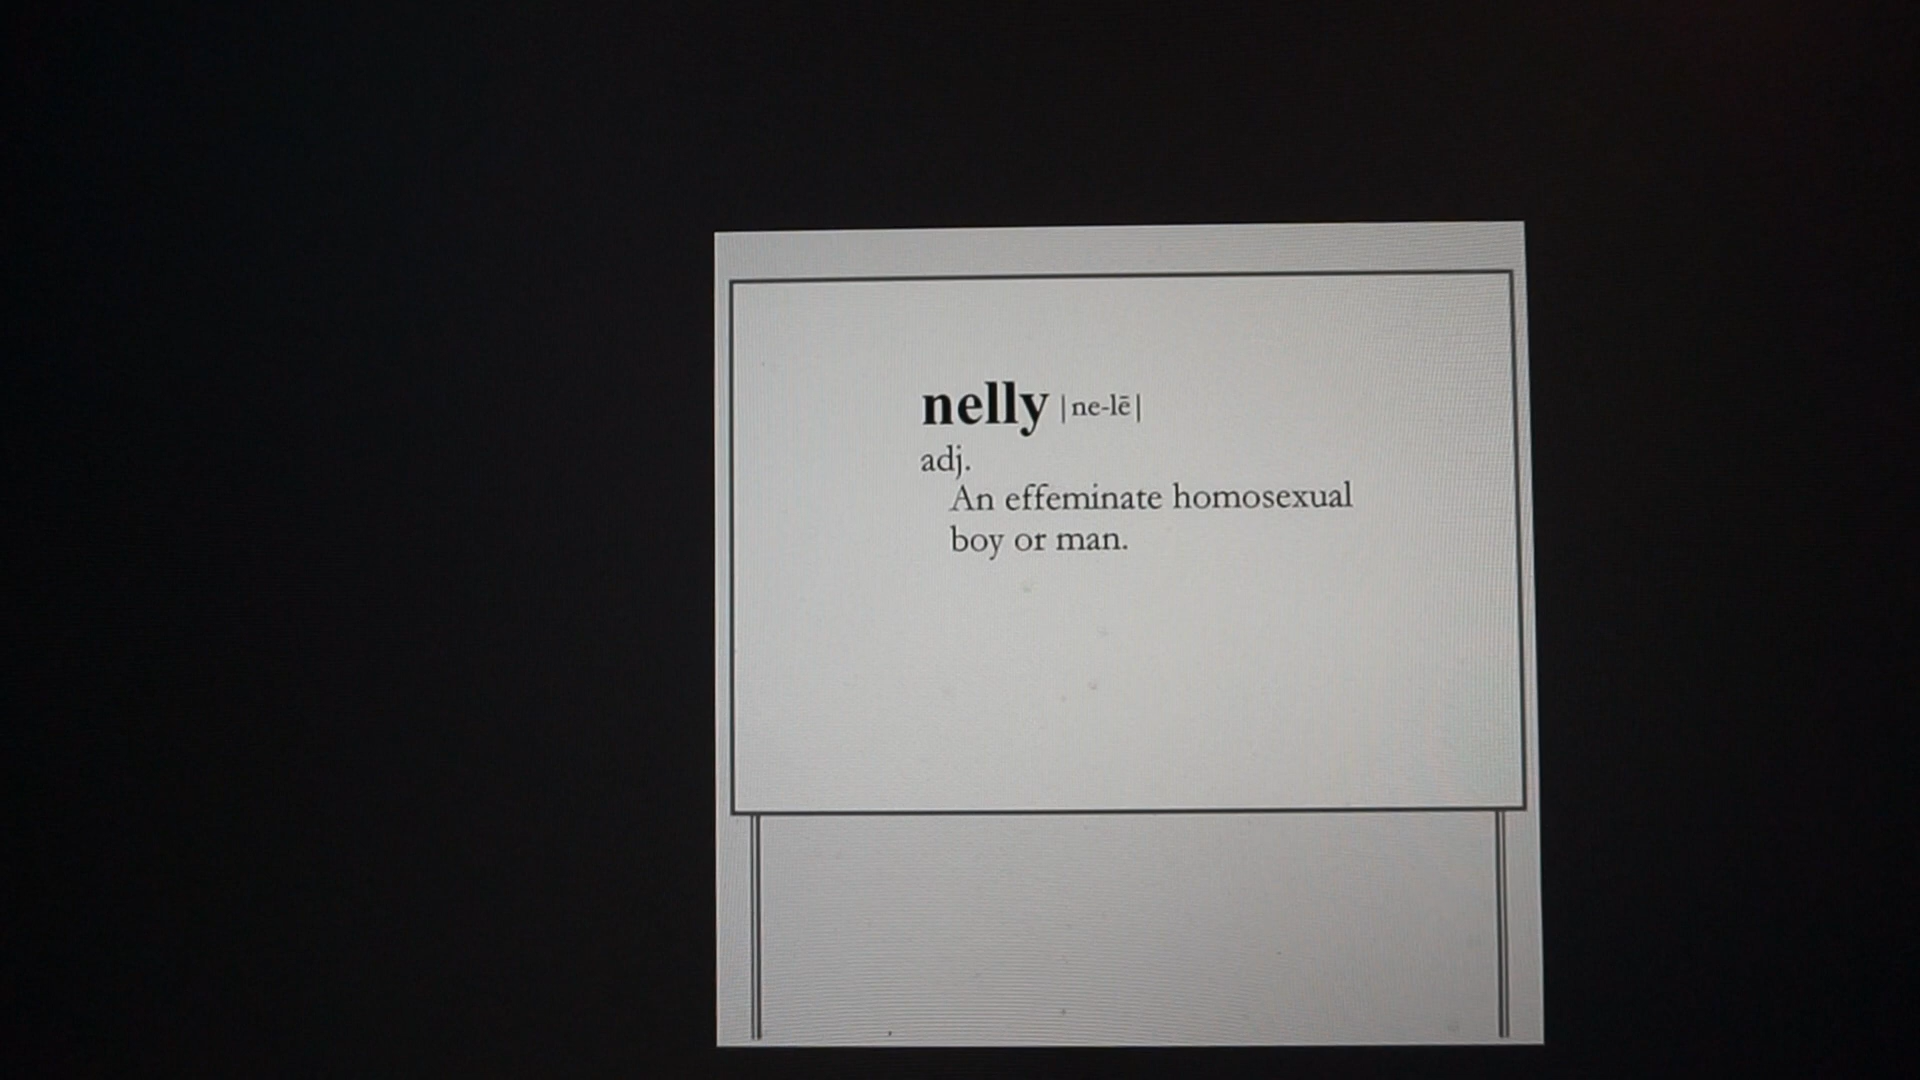 nelly |ne-lē|
adj.
An effeminate homosexual
boy or man.